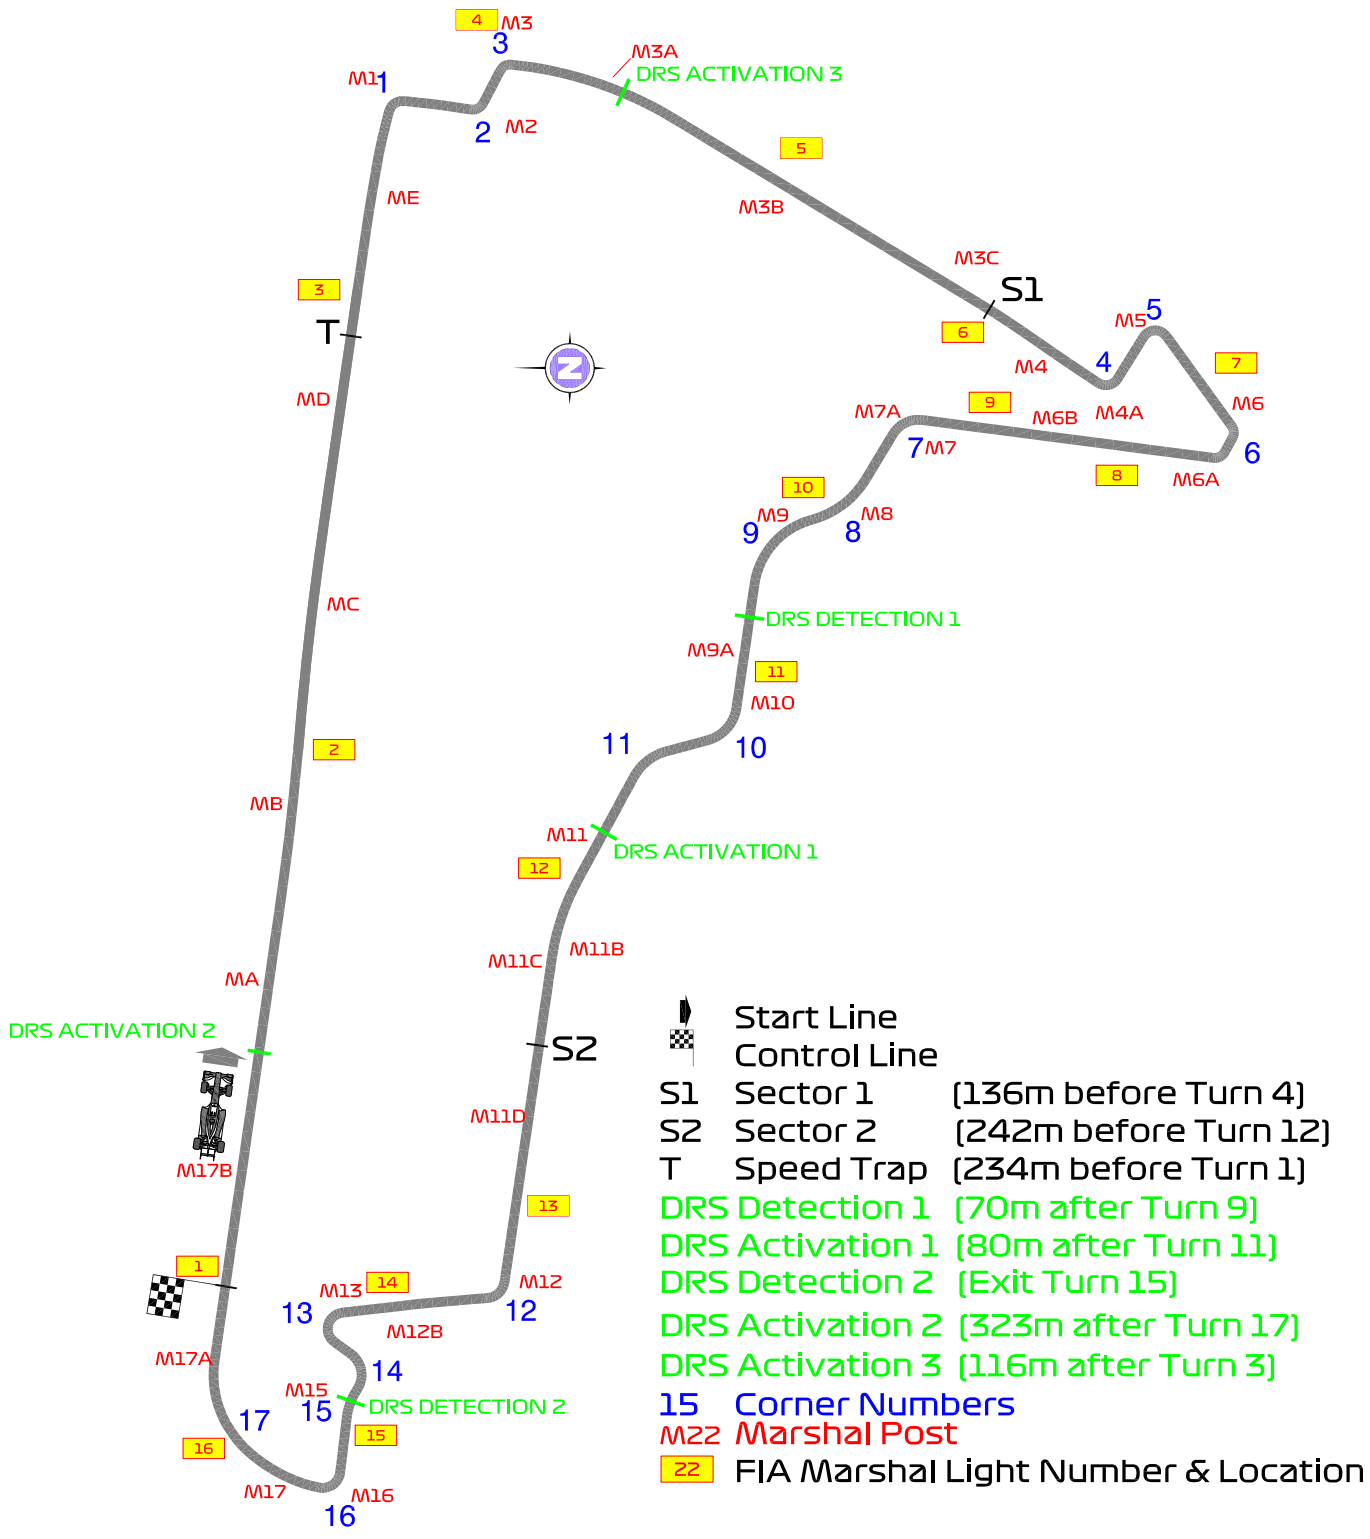 4 M3
3
M3A
DRS ACTIVATION 3
M1
1
2
M2
5
ME
M3B
M3C
S1
3
T
6
M5
5
4
7
M4
N
MD
9
M7A
M6B
M4A
M6
7
M7
6
8
M6A
10
M9
M8
9
8
MC
DRS DETECTION 1
M9A
11
M10
11
10
2
MB
M11
DRS ACTIVATION 1
12
M11B
M11C
MA
DRS ACTIVATION 2
S2
M11D
M17B
13
1
14
M13
M12
13
12
M12B
M17A
14
M15
15
DRS DETECTION 2
17
15
16
M17
M16
16
Start Line
Control Line
S1 Sector 1 (136m before Turn 4)
S2 Sector 2 (242m before Turn 12)
T Speed Trap (234m before Turn 1)
DRS Detection 1 (70m after Turn 9)
DRS Activation 1 (80m after Turn 11)
DRS Detection 2 (Exit Turn 15)
DRS Activation 2 (323m after Turn 17)
DRS Activation 3 (116m after Turn 3)
15 Corner Numbers
M22 Marshal Post
22 FIA Marshal Light Number & Location